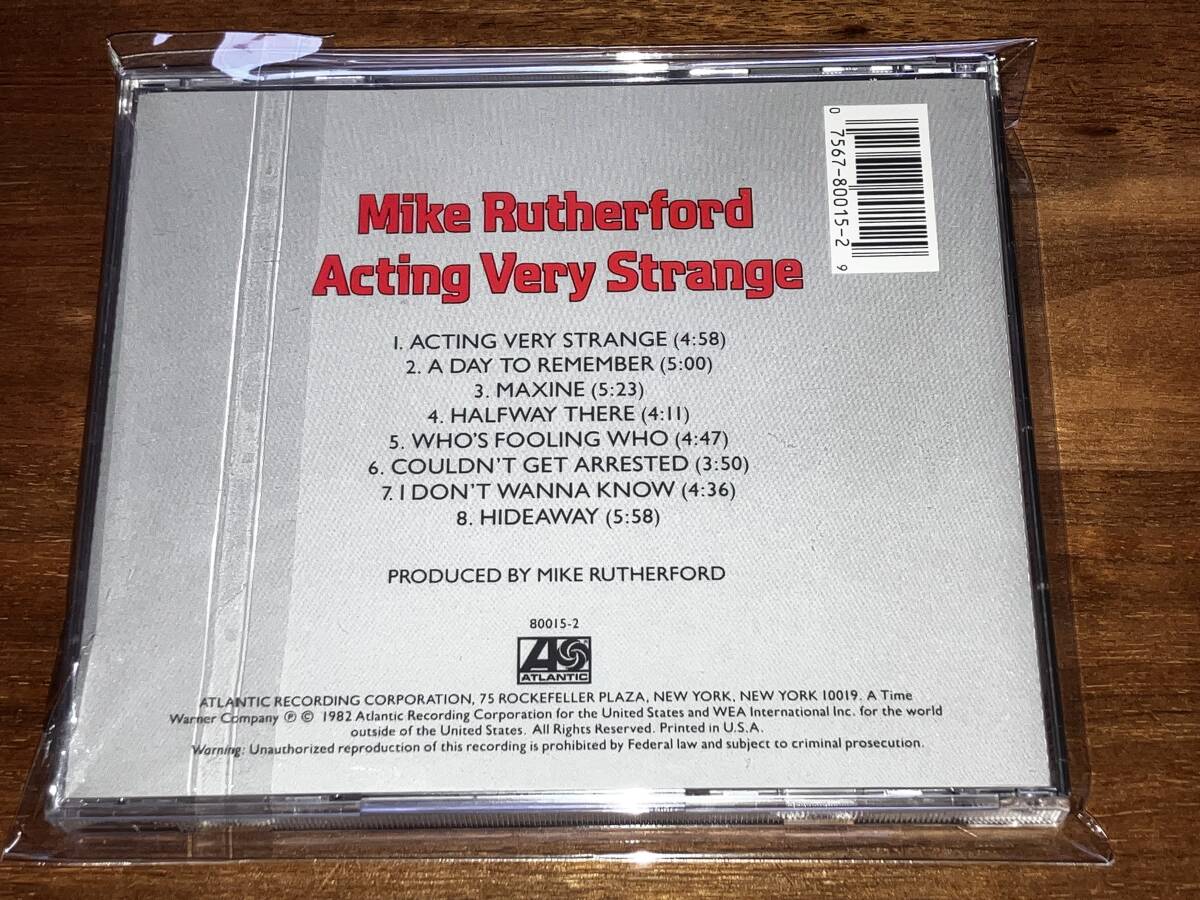 0 7567-80015-2 9
Mike Rutherford
Acting Very Strange
1. ACTING VERY STRANGE (4:58)
2. A DAY TO REMEMBER (5:00)
3. MAXINE (5:23)
4. HALFWAY THERE (4:11)
5. WHO'S FOOLING WHO (4:47)
6. COULDN'T GET ARRESTED (3:50)
7. I DON'T WANNA KNOW (4:36)
8. HIDEAWAY (5:58)
PRODUCED BY MIKE RUTHERFORD
80015-2
ATLANTIC
ATLANTIC RECORDING CORPORATION, 75 ROCKEFELLER PLAZA, NEW YORK, NEW YORK 10019. A Time
Warner Company ℗ © 1982 Atlantic Recording Corporation for the United States and WEA International Inc. for the world
outside of the United States. All Rights Reserved. Printed in U.S.A.
Warning: Unauthorized reproduction of this recording is prohibited by Federal law and subject to criminal prosecution.